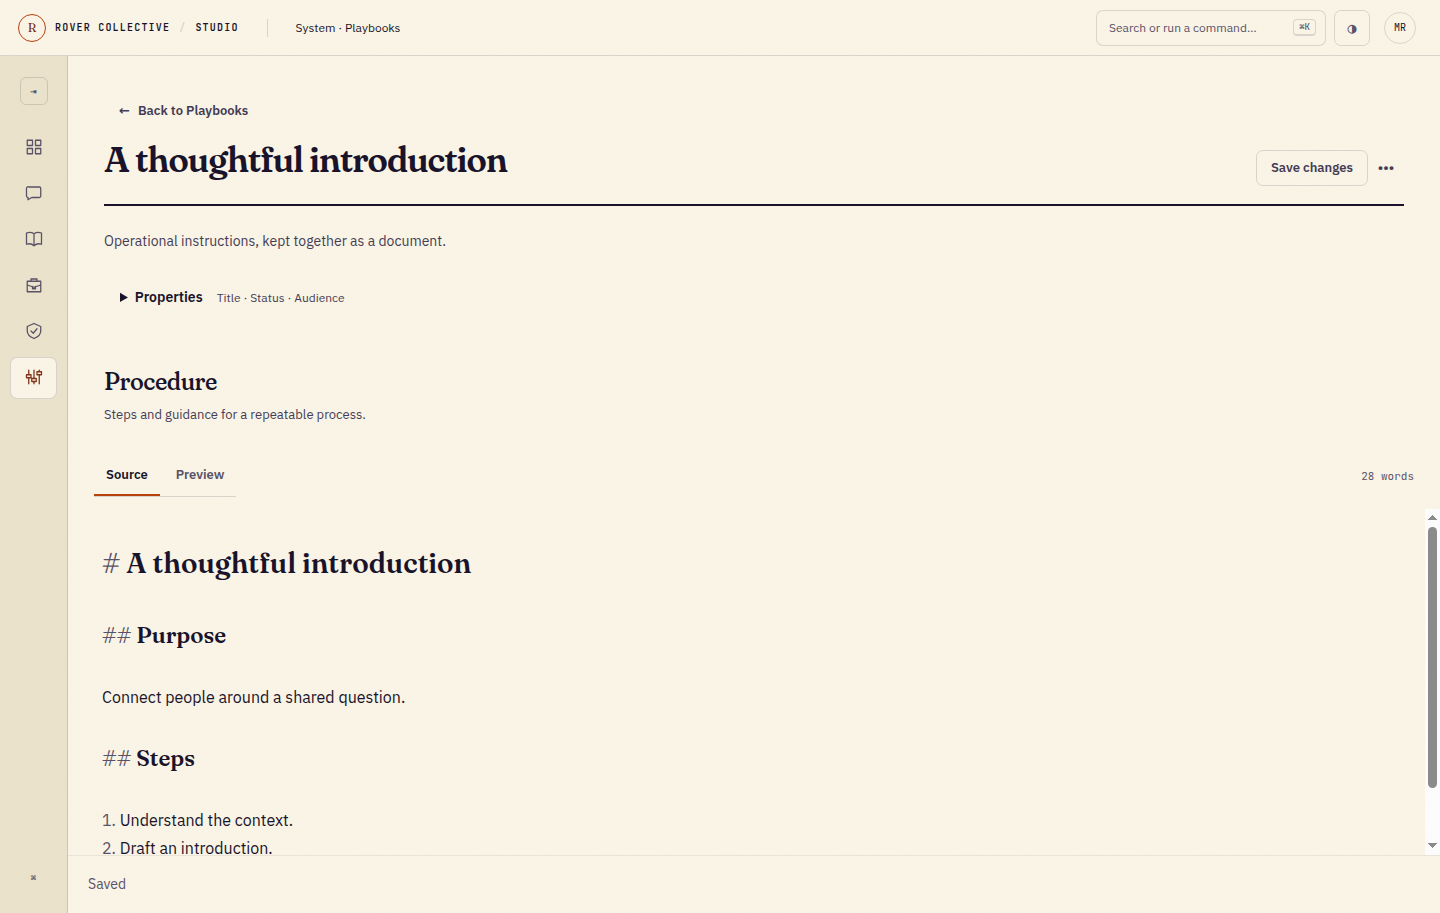 R ROVER COLLECTIVE / STUDIO
System · Playbooks
Search or run a command... ⌘K
MR
← Back to Playbooks
A thoughtful introduction
Save changes •••
Operational instructions, kept together as a document.
Properties Title · Status · Audience
Procedure
Steps and guidance for a repeatable process.
Source Preview
28 words
# A thoughtful introduction
## Purpose
Connect people around a shared question.
## Steps
1. Understand the context.
2. Draft an introduction.
⌘
Saved